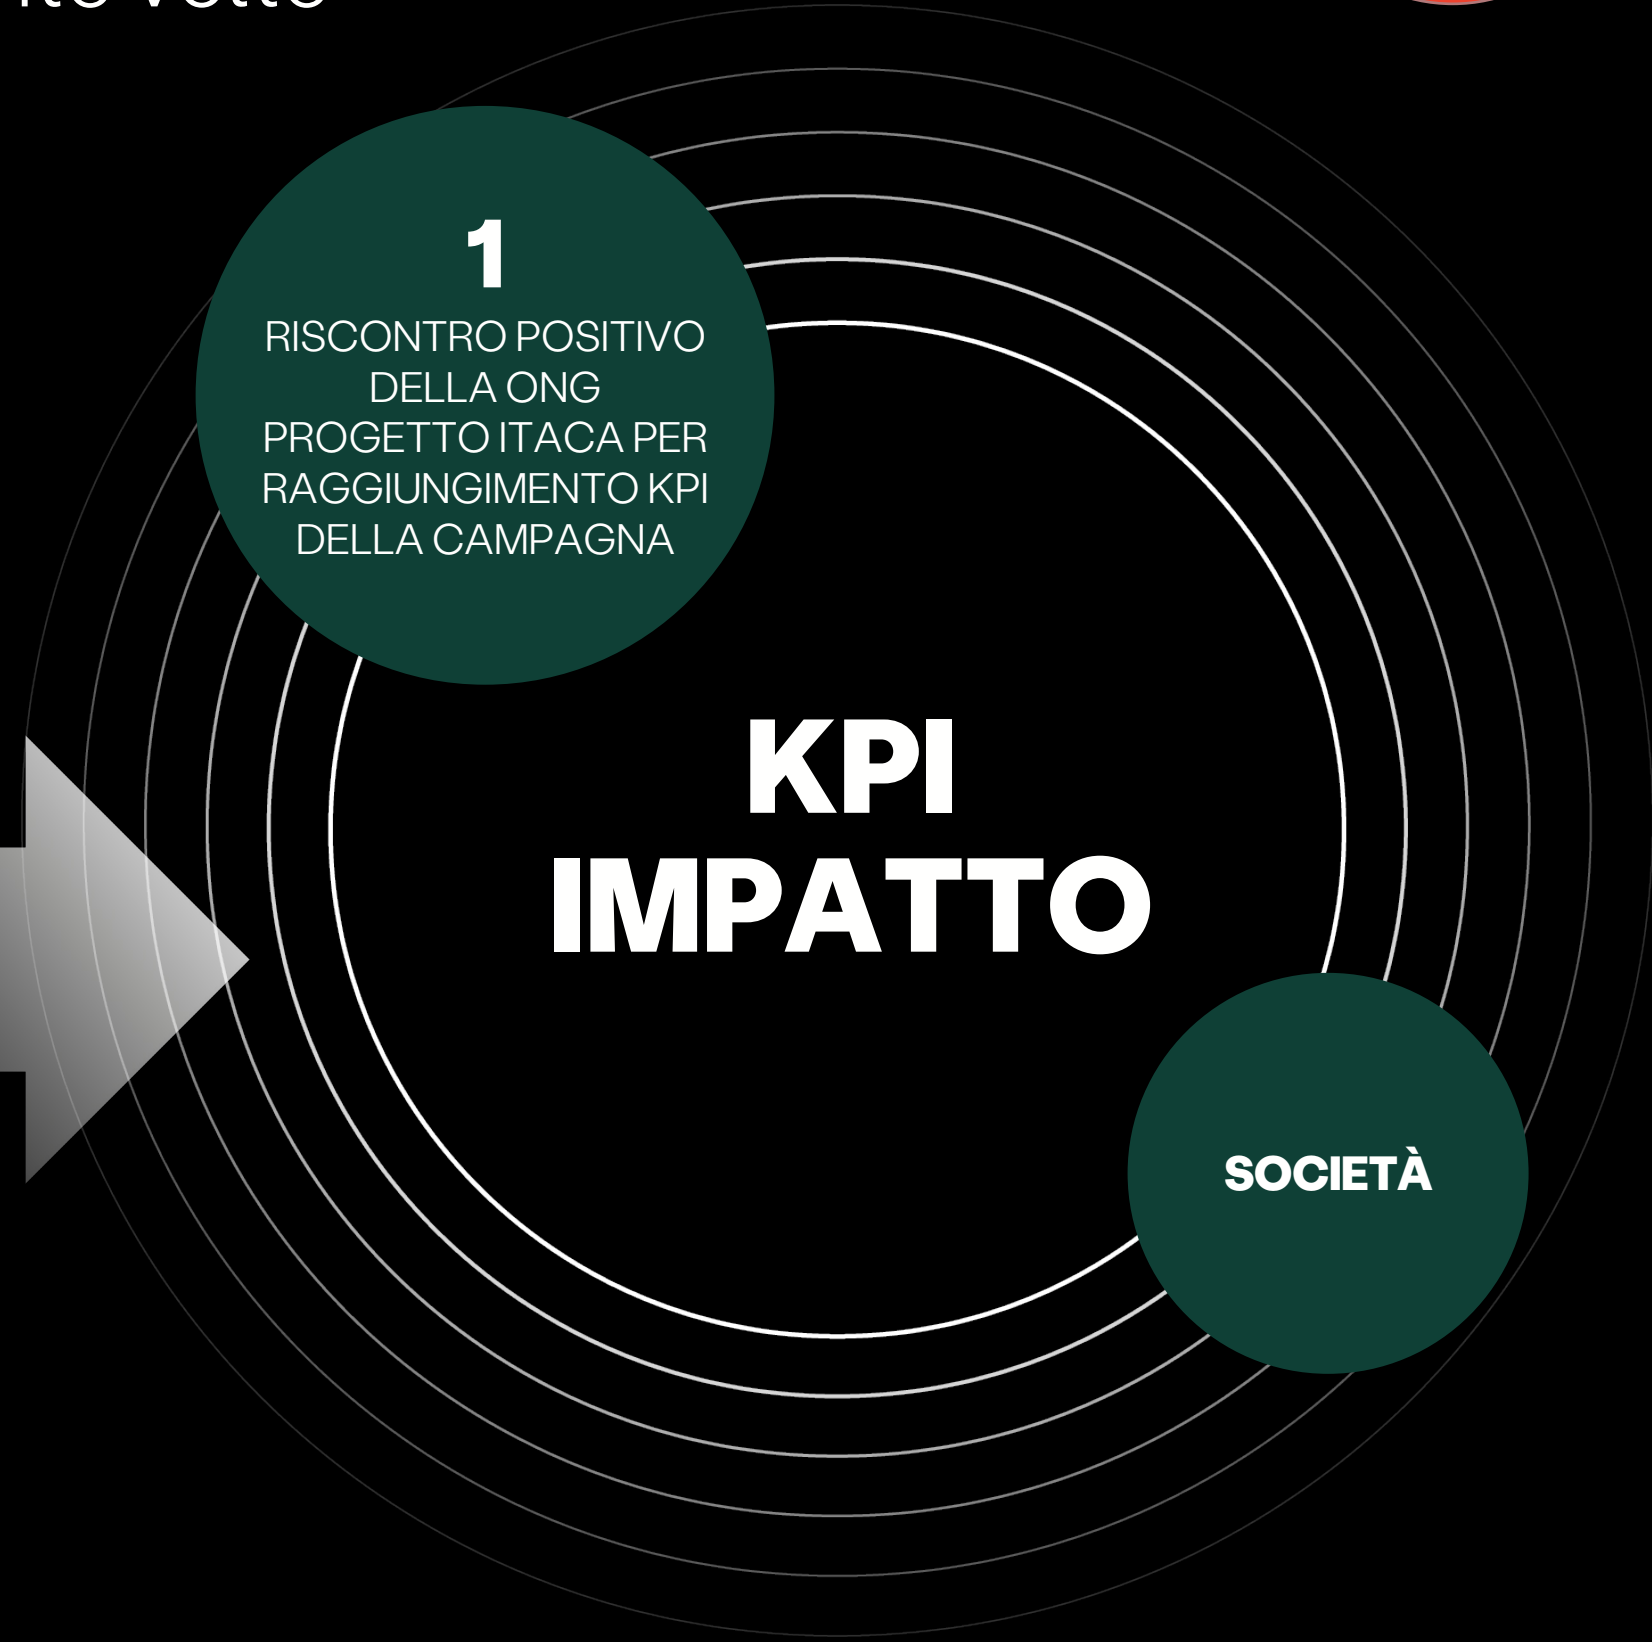 1
RISCONTRO POSITIVO
DELLA ONG
PROGETTO ITACA PER
RAGGIUNGIMENTO KPI
DELLA CAMPAGNA
KPI
IMPATTO
SOCIETÀ